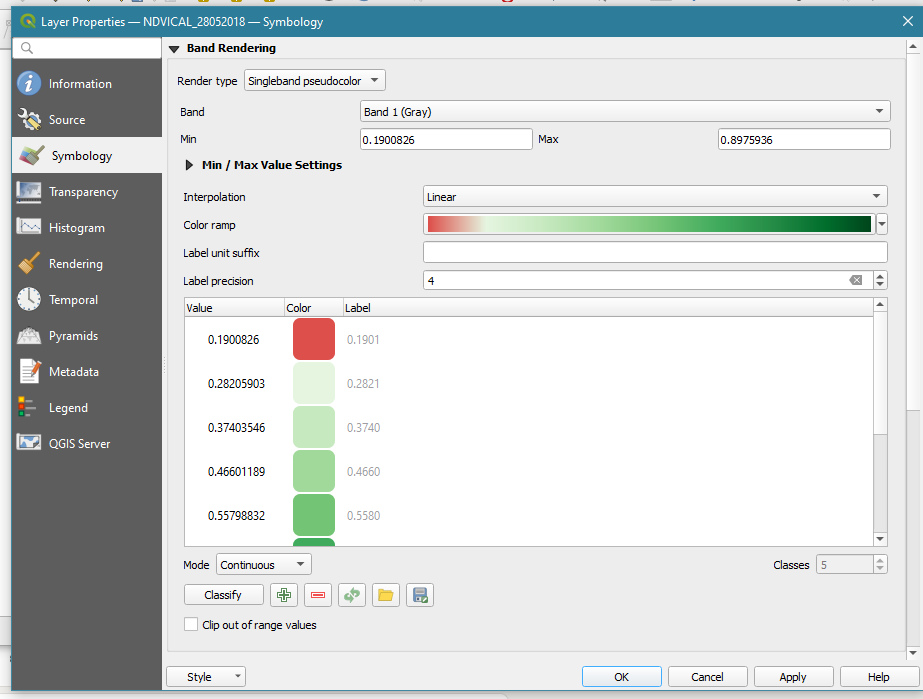 Layer Properties — NDVICAL_28052018 — Symbology
Information
Source
Symbology
Transparency
Histogram
Rendering
Temporal
Pyramids
Metadata
Legend
QGIS Server
Band Rendering
Render type Singleband pseudocolor
Band Band 1 (Gray)
Min 0.1900826 Max 0.8975936
Min / Max Value Settings
Interpolation Linear
Color ramp
Label unit suffix
Label precision 4
Value Color Label
0.1900826 0.1901
0.28205903 0.2821
0.37403546 0.3740
0.46601189 0.4660
0.55798832 0.5580
Mode Continuous Classes 5
Classify
Clip out of range values
Style OK Cancel Apply Help